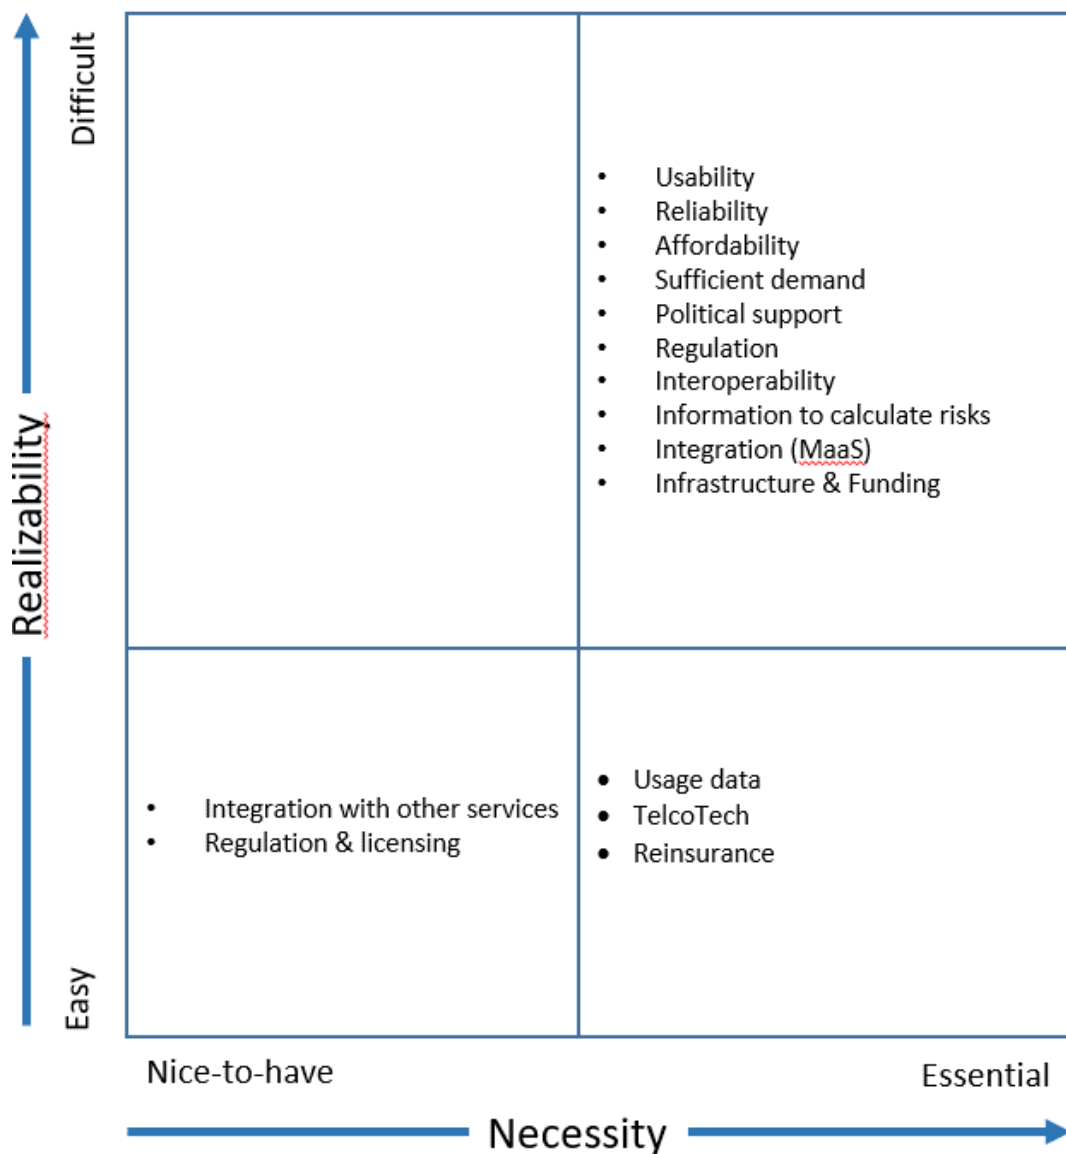 Difficult
• Usability
• Reliability
• Affordability
• Sufficient demand
• Political support
• Regulation
• Interoperability
• Information to calculate risks
• Integration (MaaS)
• Infrastructure & Funding
Realizability
• Integration with other services
• Regulation & licensing
• Usage data
• TelcoTech
• Reinsurance
Easy
Nice-to-have
Essential
Necessity